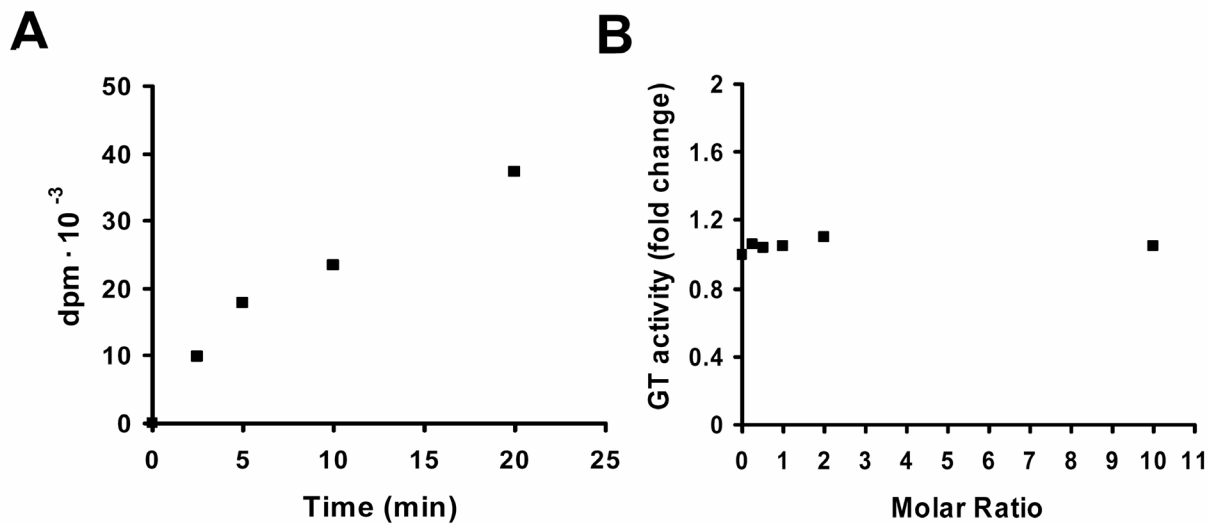 A
50
40
30
20
10
0
dpm · 10⁻³
0 5 10 15 20 25
Time (min)
B
2
1.6
1.2
0.8
0.4
0
GT activity (fold change)
0 1 2 3 4 5 6 7 8 9 10 11
Molar Ratio